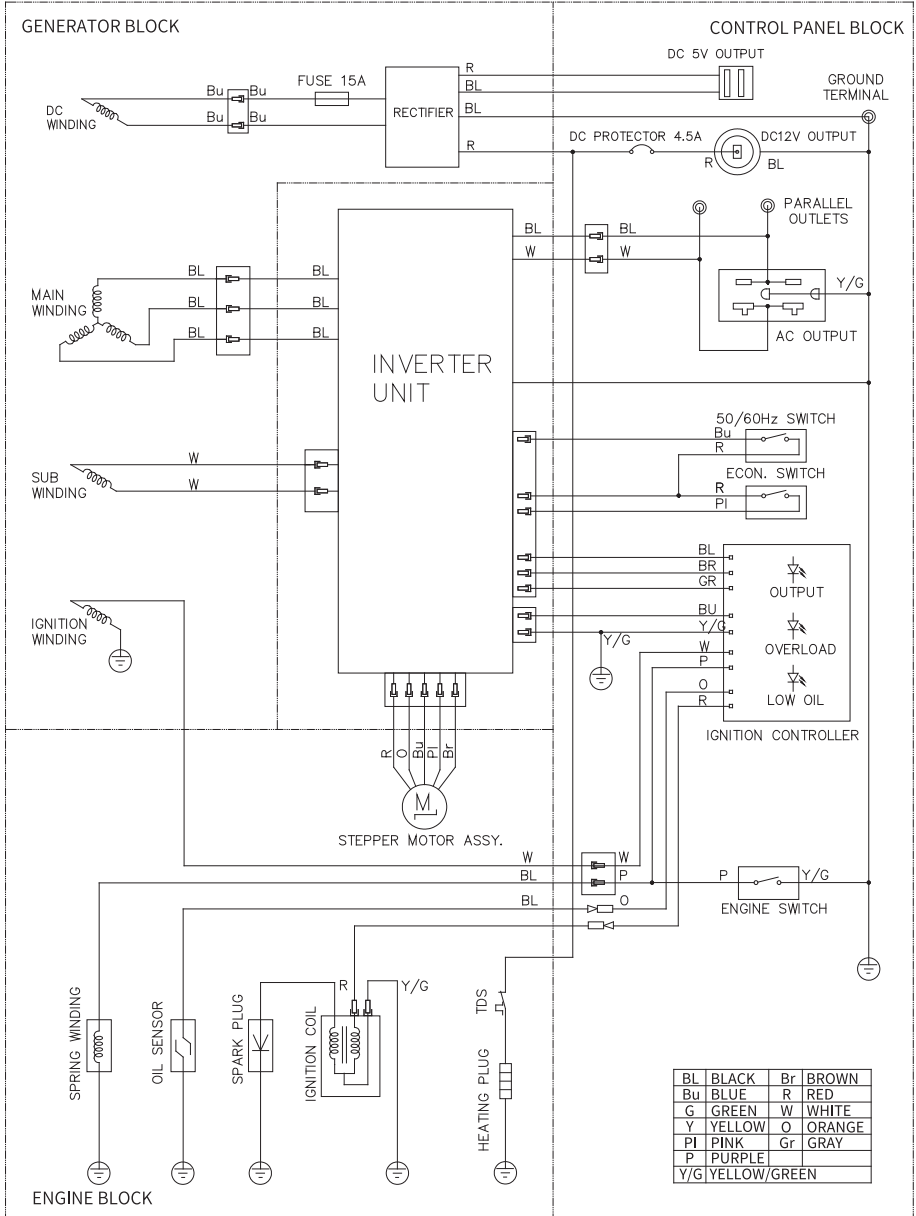 GENERATOR BLOCK
CONTROL PANEL BLOCK
DC 5V OUTPUT
GROUND
TERMINAL
R
BL
Bu
Bu
FUSE 15A
RECTIFIER
BL
DC
WINDING
Bu
Bu
R
DC PROTECTOR 4.5A
DC12V OUTPUT
R
BL
PARALLEL
OUTLETS
BL
BL
W
W
Y/G
AC OUTPUT
MAIN
WINDING
BL
BL
BL
BL
BL
BL
INVERTER
UNIT
50/60Hz SWITCH
Bu
R
ECON. SWITCH
R
PI
SUB
WINDING
W
W
BL
BR
GR
BU
Y/G
W
P
O
R
OUTPUT
OVERLOAD
LOW OIL
IGNITION CONTROLLER
Y/G
IGNITION
WINDING
R
O
Bu
PI
Br
M
STEPPER MOTOR ASSY.
W
W
BL
P
P
Y/G
ENGINE SWITCH
BL
O
SPRING WINDING
OIL SENSOR
SPARK PLUG
R
Y/G
IGNITION COIL
TDS
HEATING PLUG
BL BLACK Br BROWN
Bu BLUE R RED
G GREEN W WHITE
Y YELLOW O ORANGE
PI PINK Gr GRAY
P PURPLE
Y/G YELLOW/GREEN
ENGINE BLOCK